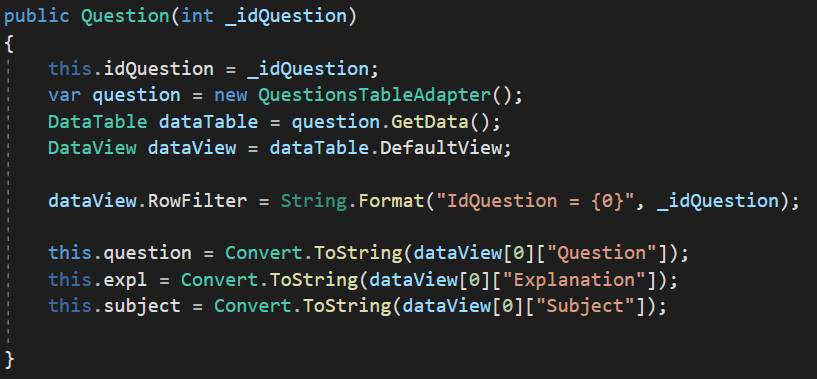 public Question(int _idQuestion)
{
this.idQuestion = _idQuestion;
var question = new QuestionsTableAdapter();
DataTable dataTable = question.GetData();
DataView dataView = dataTable.DefaultView;
dataView.RowFilter = String.Format("IdQuestion = {0}", _idQuestion);
this.question = Convert.ToString(dataView[0]["Question"]);
this.expl = Convert.ToString(dataView[0]["Explanation"]);
this.subject = Convert.ToString(dataView[0]["Subject"]);
}